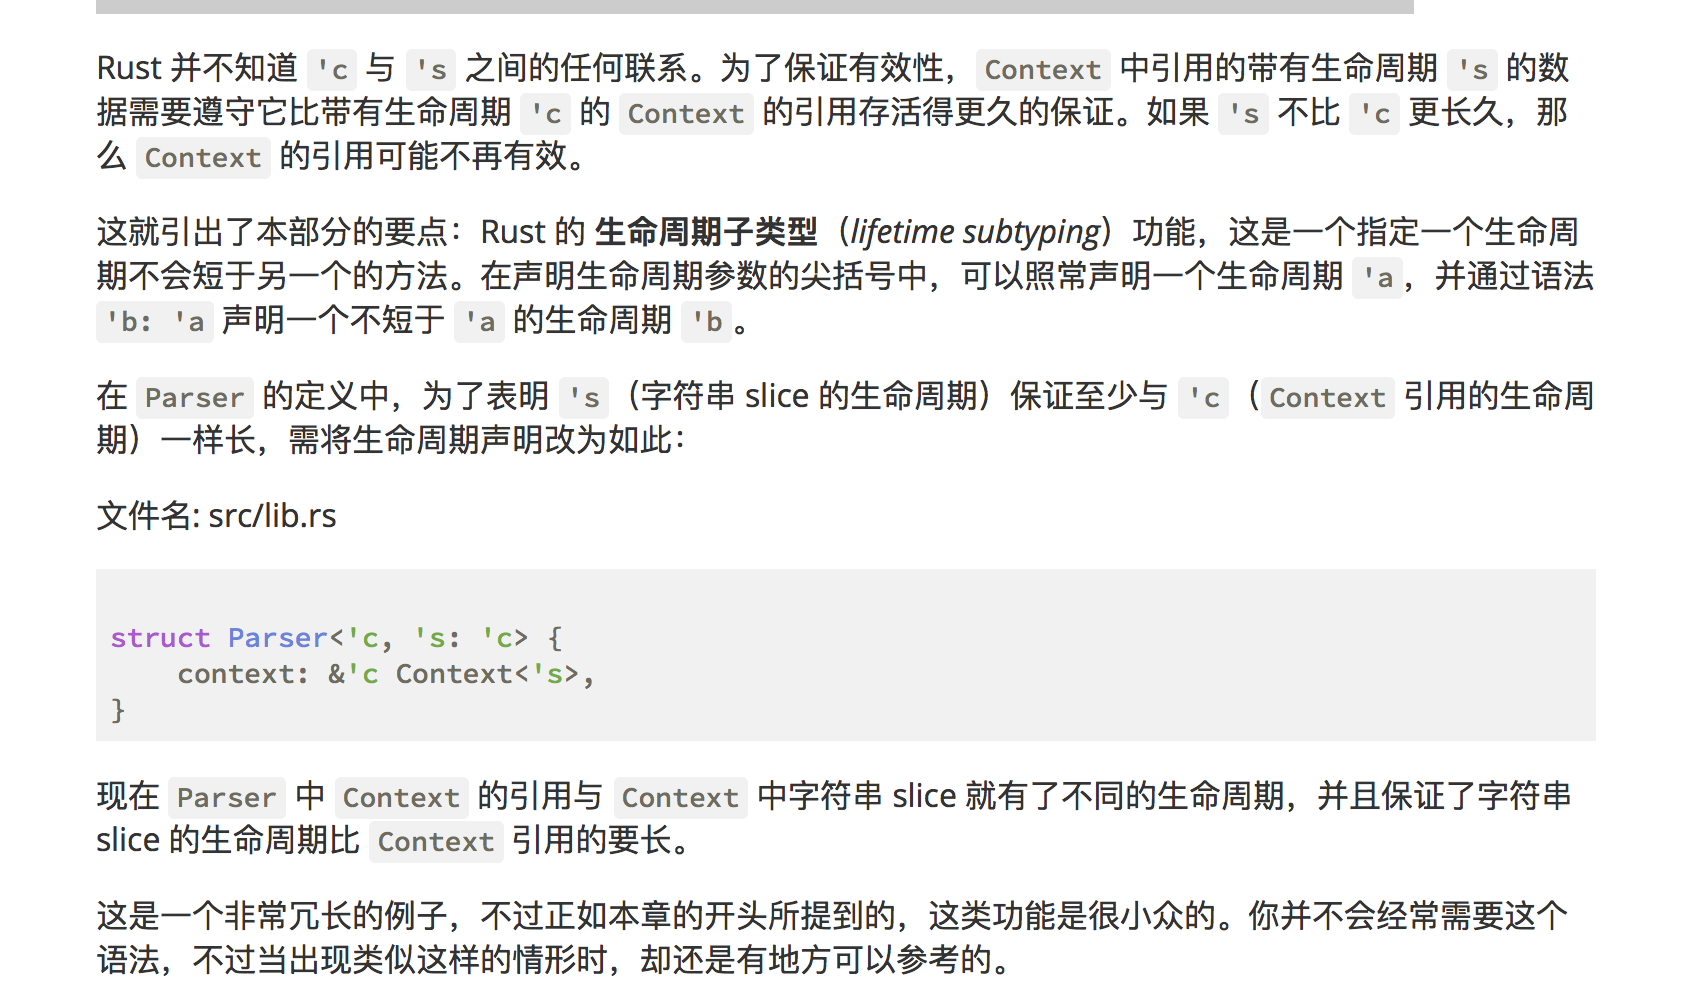 Rust 并不知道 'c 与 's 之间的任何联系。为了保证有效性，Context 中引用的带有生命周期 's 的数
据需要遵守它比带有生命周期 'c 的 Context 的引用存活得更久的保证。如果 's 不比 'c 更长久，那
么 Context 的引用可能不再有效。
这就引出了本部分的要点：Rust 的 生命周期子类型（lifetime subtyping）功能，这是一个指定一个生命周
期不会短于另一个的方法。在声明生命周期参数的尖括号中，可以照常声明一个生命周期 'a，并通过语法
'b: 'a 声明一个不短于 'a 的生命周期 'b。
在 Parser 的定义中，为了表明 's（字符串 slice 的生命周期）保证至少与 'c（Context 引用的生命周
期）一样长，需将生命周期声明改为如此：
文件名: src/lib.rs
struct Parser<'c, 's: 'c> {
    context: &'c Context<'s>,
}
现在 Parser 中 Context 的引用与 Context 中字符串 slice 就有了不同的生命周期，并且保证了字符串
slice 的生命周期比 Context 引用的要长。
这是一个非常冗长的例子，不过正如本章的开头所提到的，这类功能是很小众的。你并不会经常需要这个
语法，不过当出现类似这样的情形时，却还是有地方可以参考的。